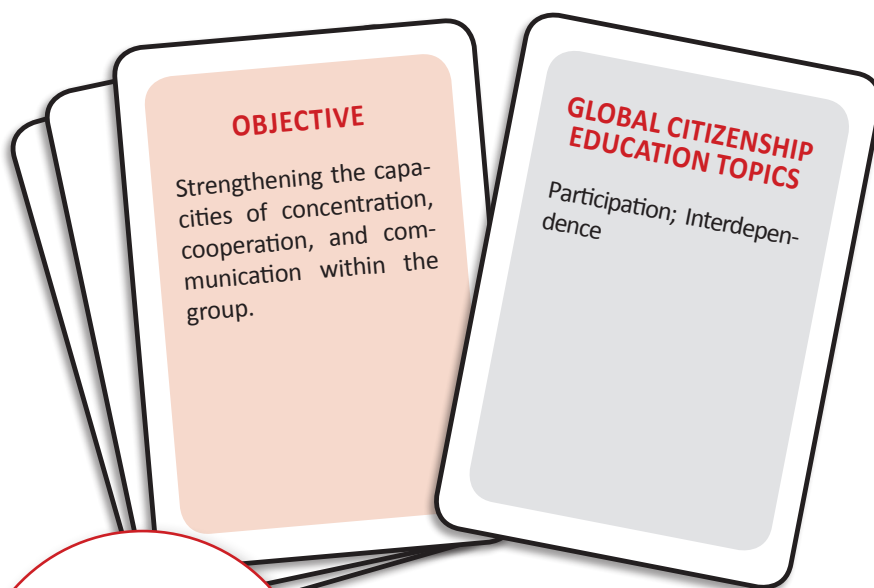 OBJECTIVE
Strengthening the capa-
cities of concentration,
cooperation, and com-
munication within the
group.
GLOBAL CITIZENSHIP
EDUCATION TOPICS
Participation; Interdepen-
dence